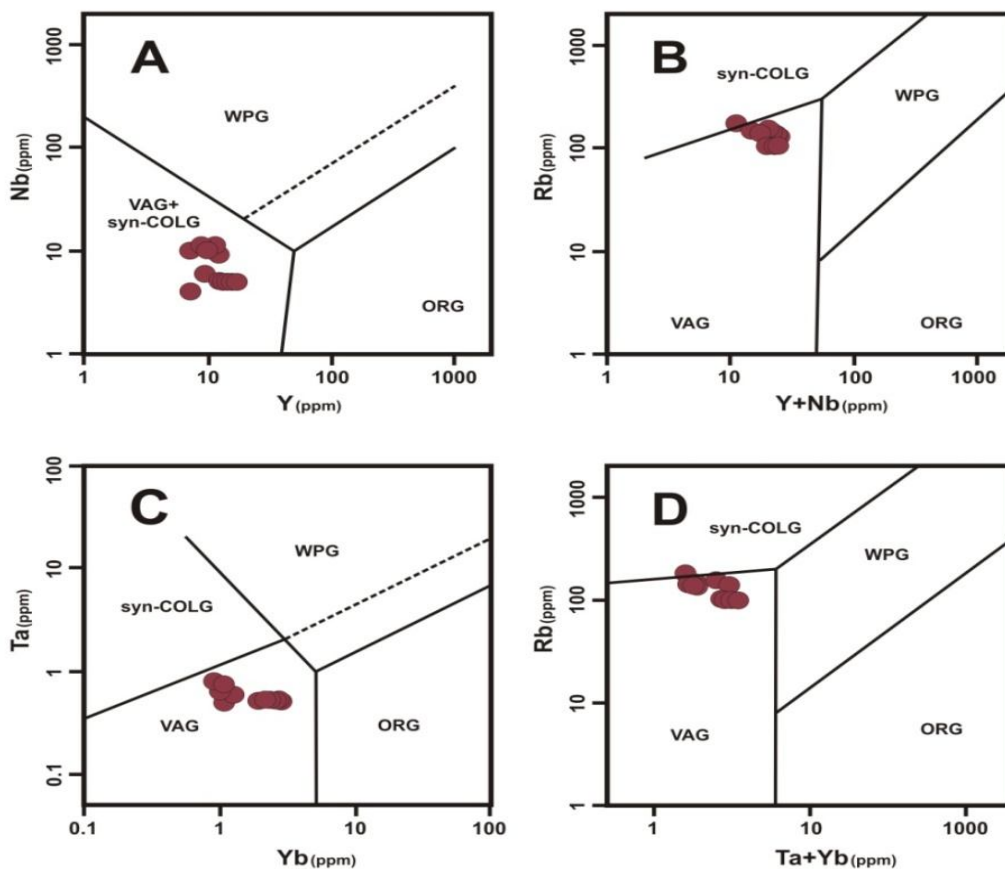 A
1000
100
10
1
Nb(ppm)
WPG
VAG+
syn-COLG
ORG
1
10
100
1000
Y(ppm)
B
1000
100
10
1
Rb(ppm)
syn-COLG
WPG
VAG
ORG
1
10
100
1000
Y+Nb(ppm)
C
100
10
1
0.1
Ta(ppm)
WPG
syn-COLG
VAG
ORG
0.1
1
10
100
Yb(ppm)
D
1000
100
10
1
Rb(ppm)
syn-COLG
WPG
VAG
ORG
1
10
1000
Ta+Yb(ppm)